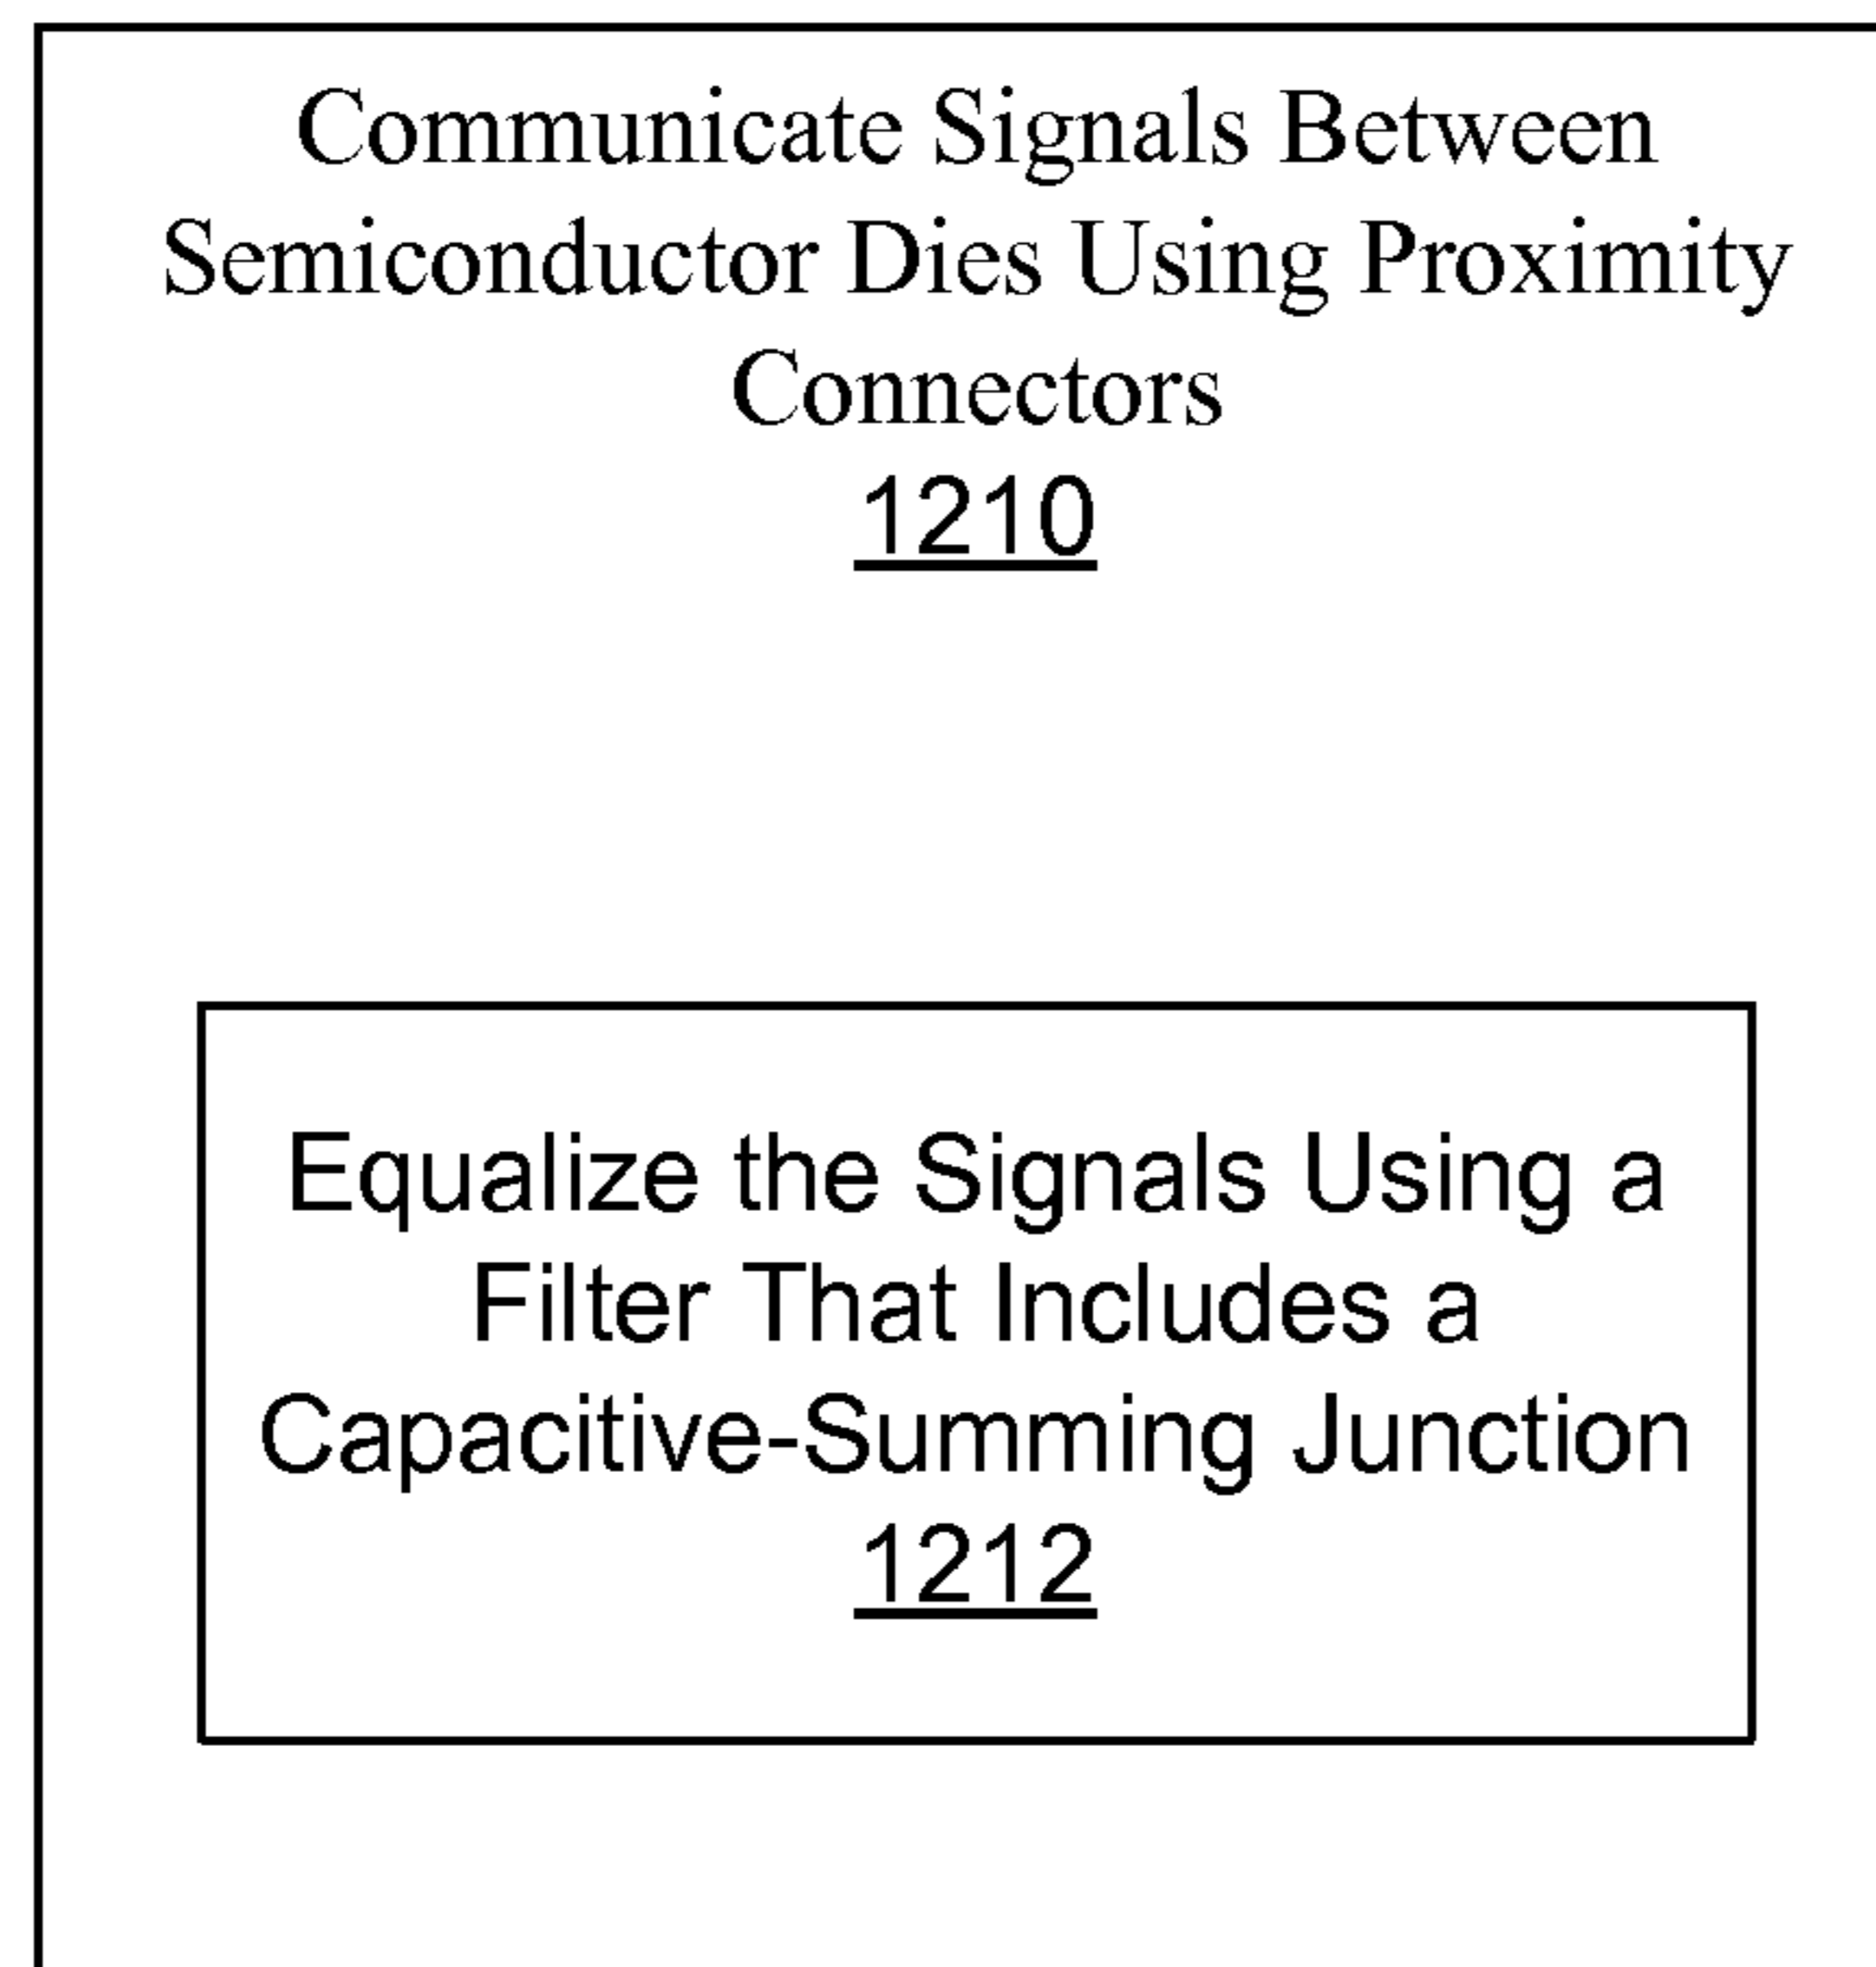 Communicate Signals Between
Semiconductor Dies Using Proximity
Connectors
1210
Equalize the Signals Using a
Filter That Includes a
Capacitive-Summing Junction
1212